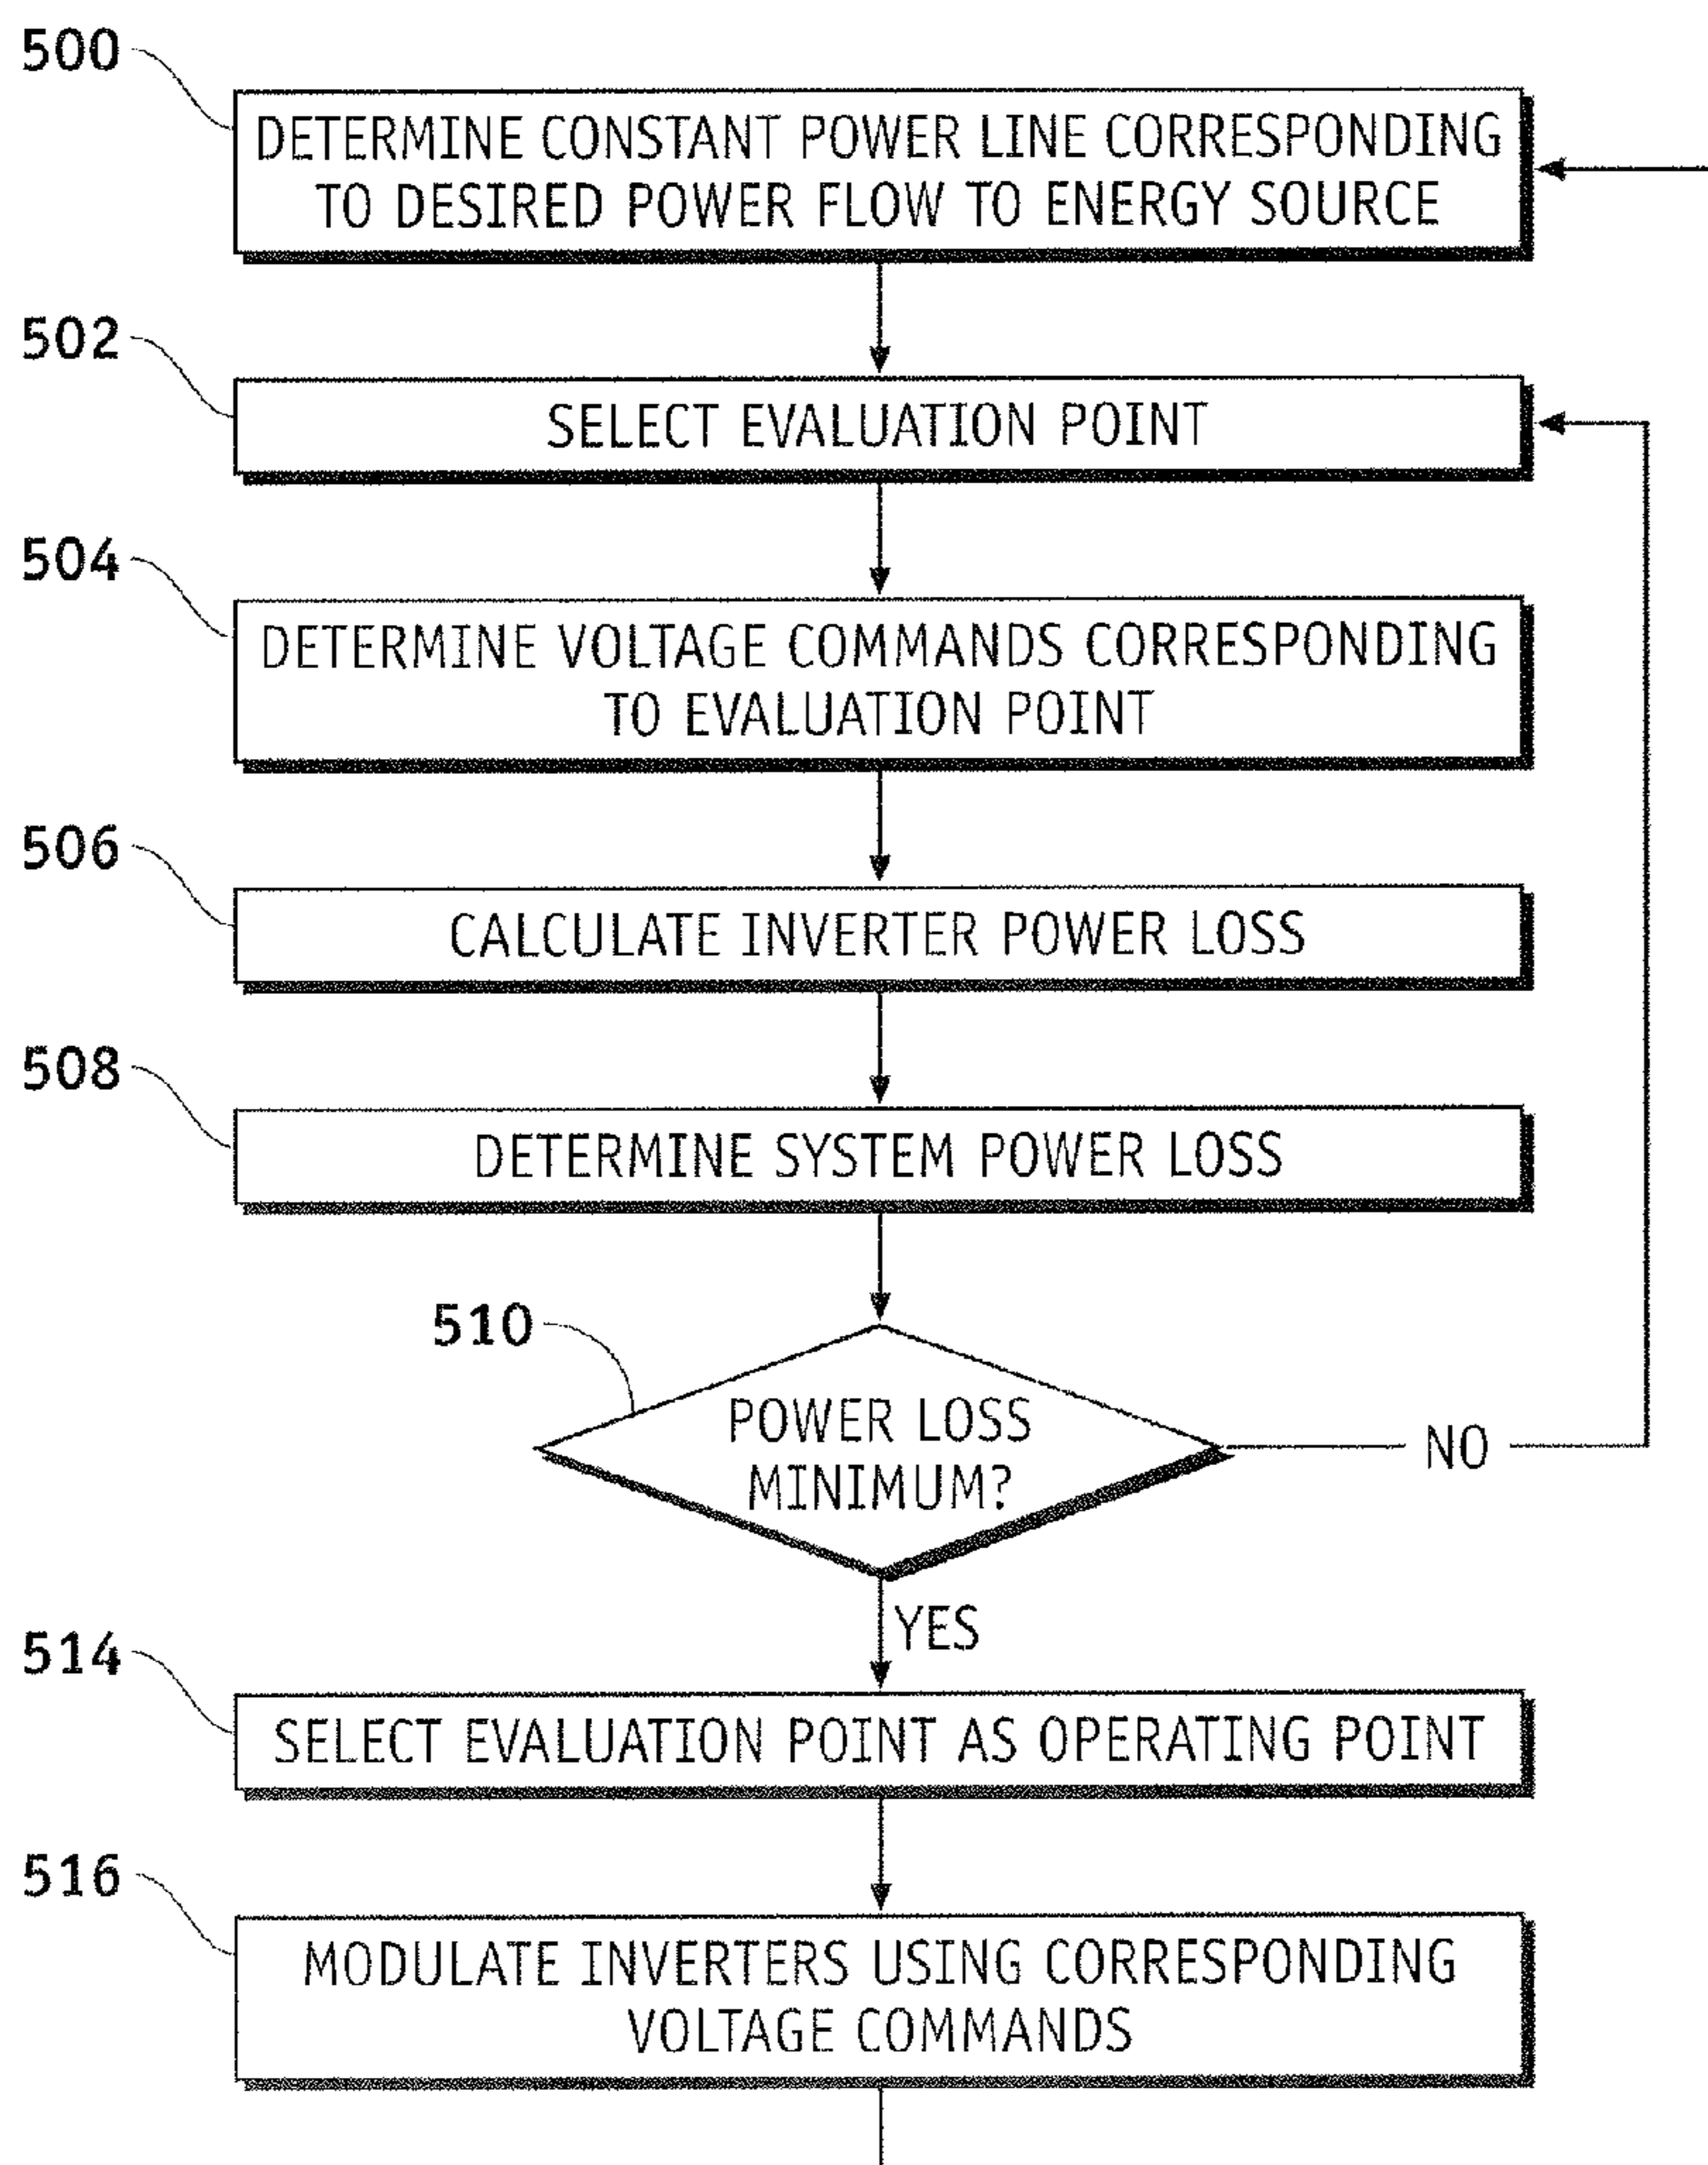 500
DETERMINE CONSTANT POWER LINE CORRESPONDING
TO DESIRED POWER FLOW TO ENERGY SOURCE
502
SELECT EVALUATION POINT
504
DETERMINE VOLTAGE COMMANDS CORRESPONDING
TO EVALUATION POINT
506
CALCULATE INVERTER POWER LOSS
508
DETERMINE SYSTEM POWER LOSS
510
POWER LOSS
MINIMUM?
NO
YES
514
SELECT EVALUATION POINT AS OPERATING POINT
516
MODULATE INVERTERS USING CORRESPONDING
VOLTAGE COMMANDS